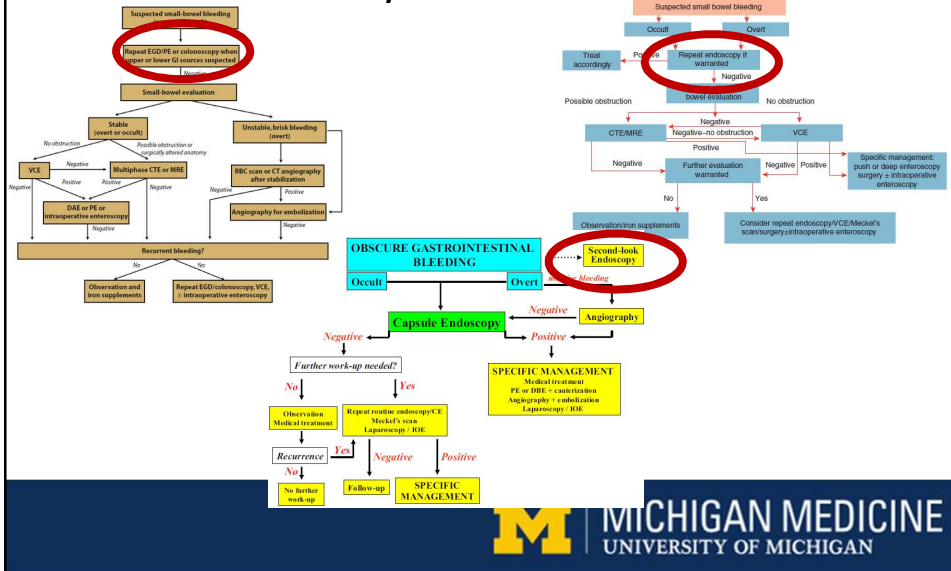 Suspected small-bowel bleeding
Repeat EGD/PE or colonoscopy when
upper or lower GI sources suspected
Negative
Small-bowel evaluation
Stable
(overt or occult)
Unstable, brisk bleeding
(overt)
No obstruction
Possible obstruction or
surgically altered anatomy
VCE
Negative
Multiphase CTE or MRE
RBC scan or CT angiography
after stabilization
Negative
Positive
Positive
Negative
Negative
Positive
DAE or PE or
intraoperative enteroscopy
Angiography for embolization
Negative
Negative
Recurrent bleeding?
No
Yes
Observation and
iron supplements
Repeat EGD/colonoscopy, VCE,
± intraoperative enteroscopy
Suspected small bowel bleeding
Occult
Overt
Treat
accordingly
Positive
Repeat endoscopy if
warranted
Negative
bowel evaluation
Possible obstruction
No obstruction
Negative
CTE/MRE
Negative–no obstruction
VCE
Positive
Negative
Further evaluation
warranted
Negative
Positive
Specific management:
push or deep enteroscopy
surgery ± intraoperative
enteroscopy
No
Yes
Observation/iron supplements
Consider repeat endoscopy/VCE/Meckel's
scan/surgery±intraoperative enteroscopy
OBSCURE GASTROINTESTINAL
BLEEDING
Second-look
Endoscopy
Occult
Overt
bleeding
Negative
Angiography
Capsule Endoscopy
Negative
Positive
Further work-up needed?
SPECIFIC MANAGEMENT
Medical treatment
PE or DBE + cauterization
Angiography + embolization
Laparoscopy / IOE
No
Yes
Observation
Medical treatment
Repeat routine endoscopy/CE
Meckel's scan
Laparoscopy / IOE
Recurrence
Yes
Negative
Positive
No
No further
work-up
Follow-up
SPECIFIC
MANAGEMENT
M
MICHIGAN MEDICINE
UNIVERSITY OF MICHIGAN